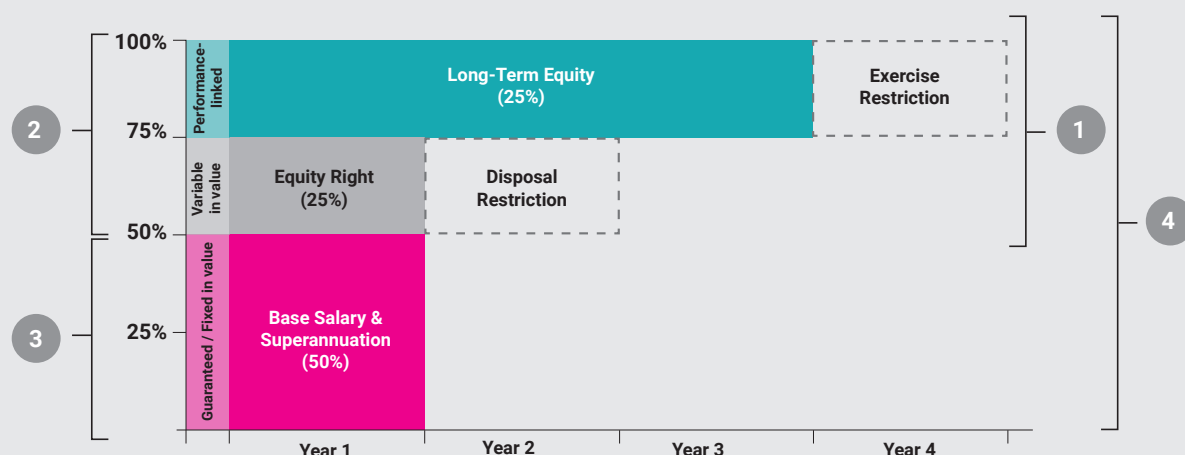 100%
Performance-
linked
Long-Term Equity
(25%)
Exercise
Restriction
2
75%
1
Variable
in value
Equity Right
(25%)
Disposal
Restriction
4
50%
Guaranteed / Fixed in value
3
25%
Base Salary &
Superannuation
(50%)
Year 1
Year 2
Year 3
Year 4